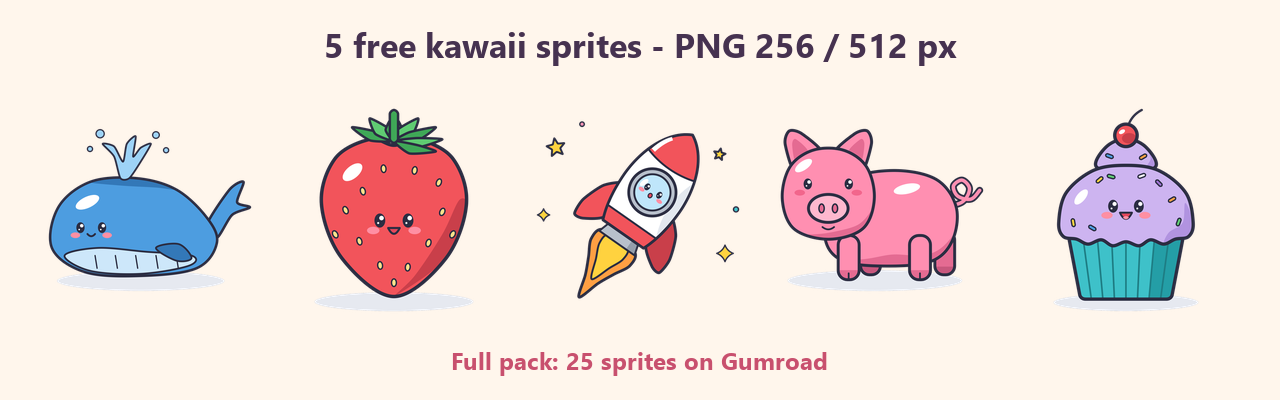 5 free kawaii sprites - PNG 256 / 512 px
Full pack: 25 sprites on Gumroad